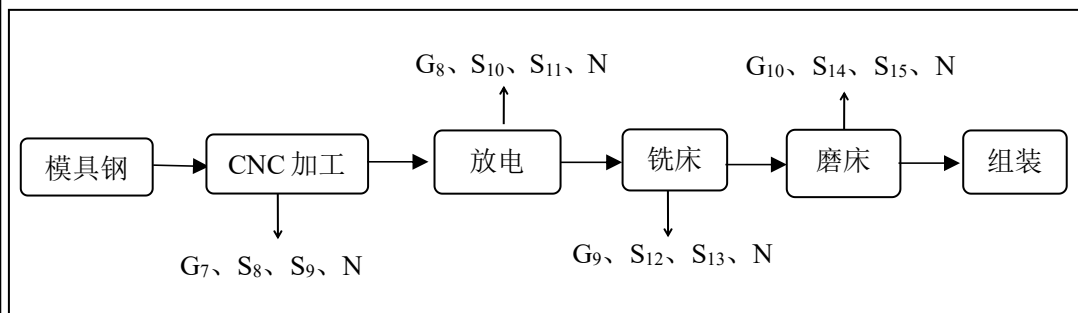 G₈、S₁₀、S₁₁、N
G₁₀、S₁₄、S₁₅、N
模具钢
CNC 加工
放电
铣床
磨床
组装
G₇、S₈、S₉、N
G₉、S₁₂、S₁₃、N